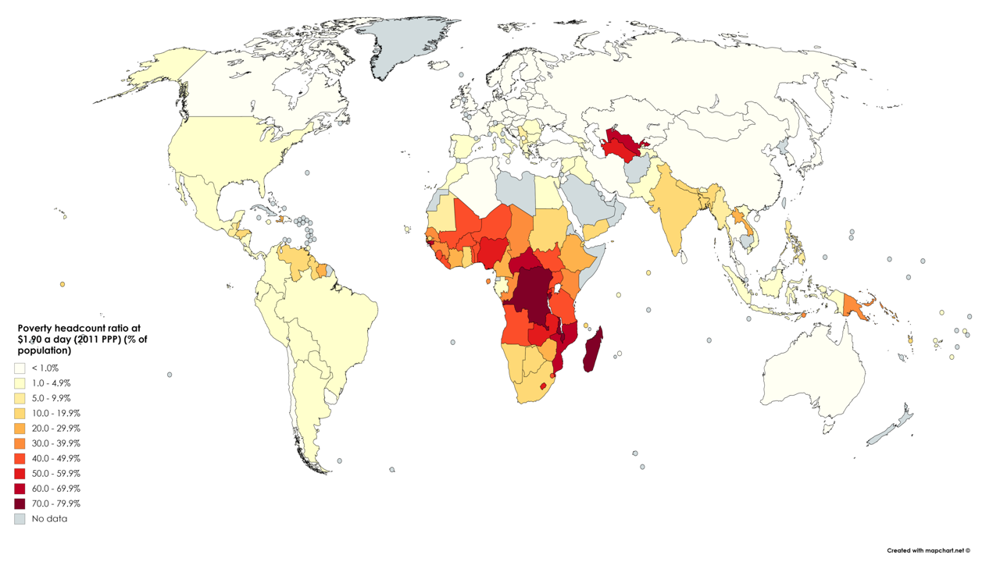 Poverty headcount ratio at
$1.90 a day (2011 PPP) (% of
population)
< 1.0%
1.0 - 4.9%
5.0 - 9.9%
10.0 - 19.9%
20.0 - 29.9%
30.0 - 39.9%
40.0 - 49.9%
50.0 - 59.9%
60.0 - 69.9%
70.0 - 79.9%
No data
Created with mapchart.net ©